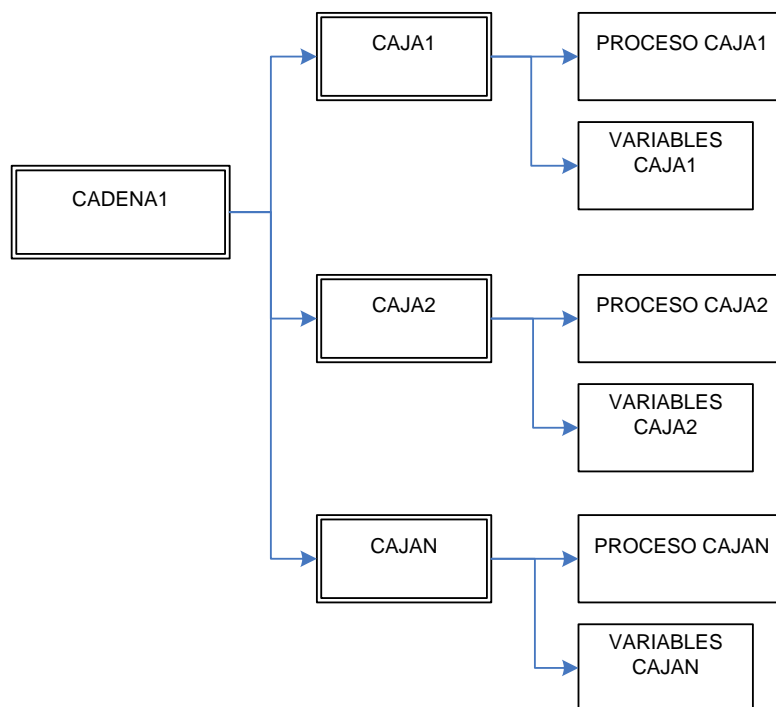 CAJA1
PROCESO CAJA1
VARIABLES
CAJA1
CADENA1
CAJA2
PROCESO CAJA2
VARIABLES
CAJA2
CAJAN
PROCESO CAJAN
VARIABLES
CAJAN